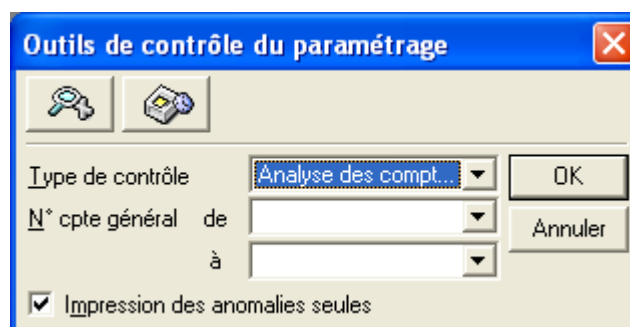 Outils de contrôle du paramétrage
Type de contrôle Analyse des compt... OK
N° cpte général de Annuler
à
Impression des anomalies seules